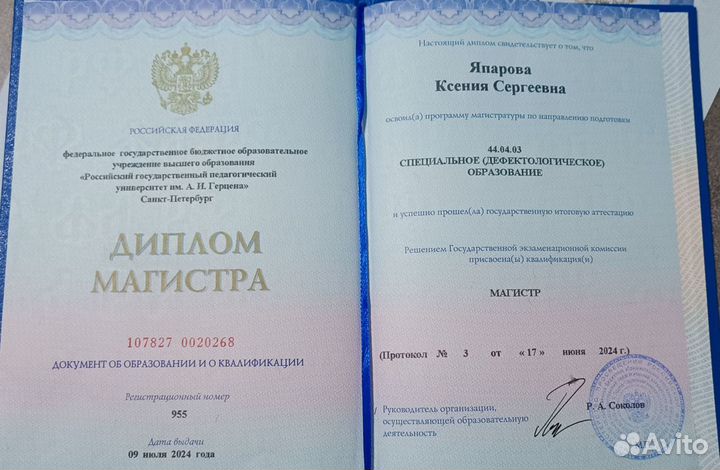 РОССИЙСКАЯ ФЕДЕРАЦИЯ
федеральное государственное бюджетное образовательное
учреждение высшего образования
«Российский государственный педагогический
университет им. А. И. Герцена»
Санкт-Петербург
ДИПЛОМ
МАГИСТРА
107827 0020268
ДОКУМЕНТ ОБ ОБРАЗОВАНИИ И О КВАЛИФИКАЦИИ
Регистрационный номер
955
Дата выдачи
09 июля 2024 года
Настоящий диплом свидетельствует о том, что
Япарова
Ксения Сергеевна
освоил(а) программу магистратуры по направлению подготовки
44.04.03
СПЕЦИАЛЬНОЕ (ДЕФЕКТОЛОГИЧЕСКОЕ)
ОБРАЗОВАНИЕ
и успешно прошел(ла) государственную итоговую аттестацию
Решением Государственной экзаменационной комиссии
присвоена(ы) квалификация(и)
МАГИСТР
(Протокол № 3 от «17» июня 2024 г.)
Руководитель организации,
осуществляющей образовательную
деятельность
Р. А. Соколов
Avito